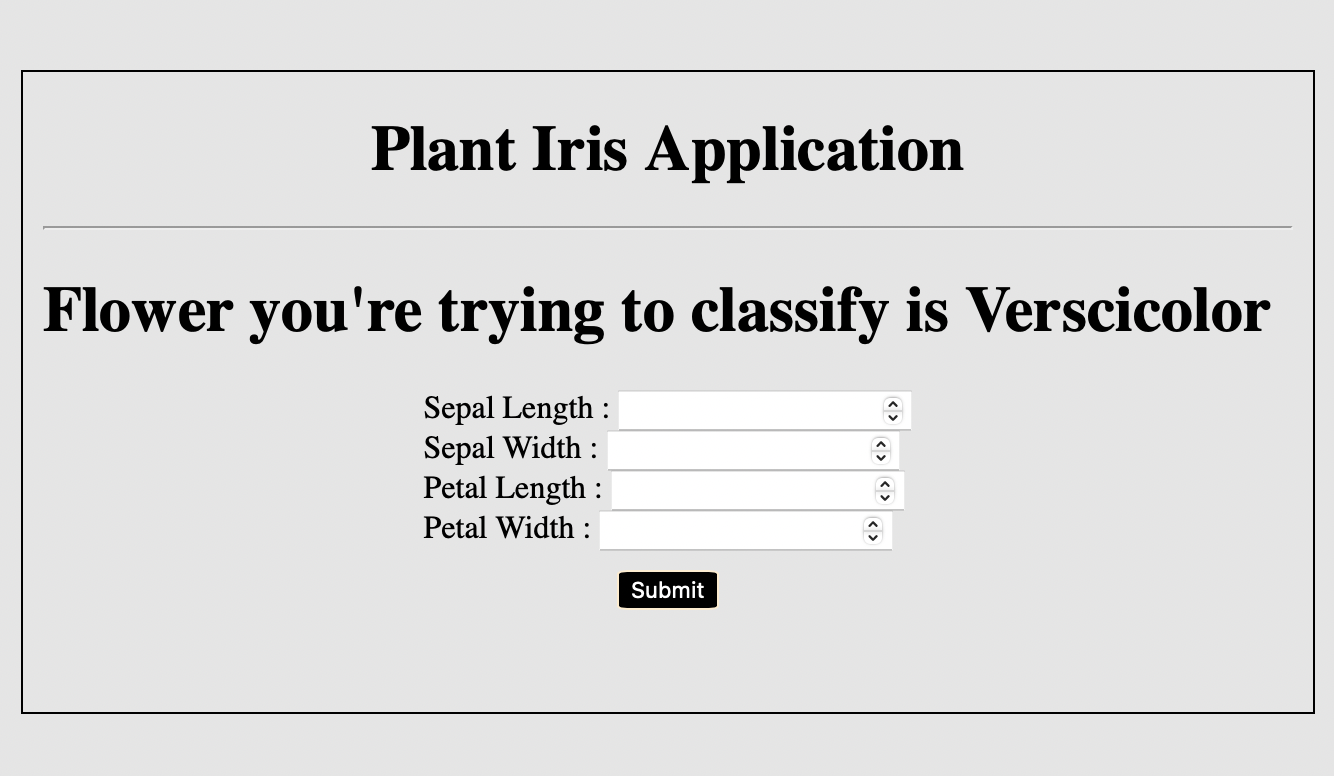 Plant Iris Application
Flower you're trying to classify is Verscicolor
Sepal Length :
Sepal Width :
Petal Length :
Petal Width :
Submit